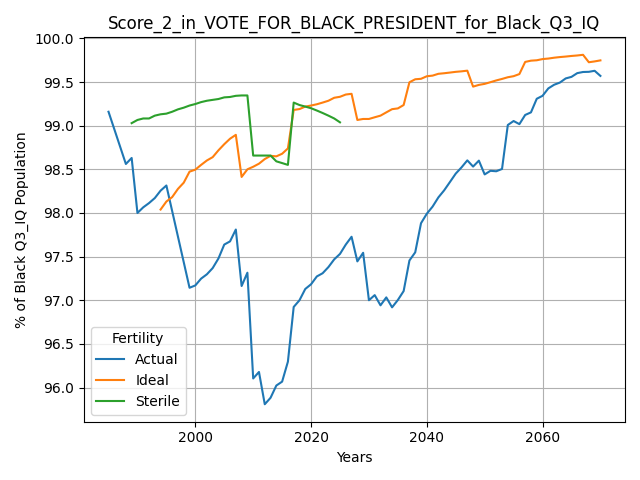 Score_2_in_VOTE_FOR_BLACK_PRESIDENT_for_Black_Q3_IQ
% of Black Q3_IQ Population
100.0
99.5
99.0
98.5
98.0
97.5
97.0
96.5
96.0
Fertility
Actual
Ideal
Sterile
2000 2020 2040 2060
Years